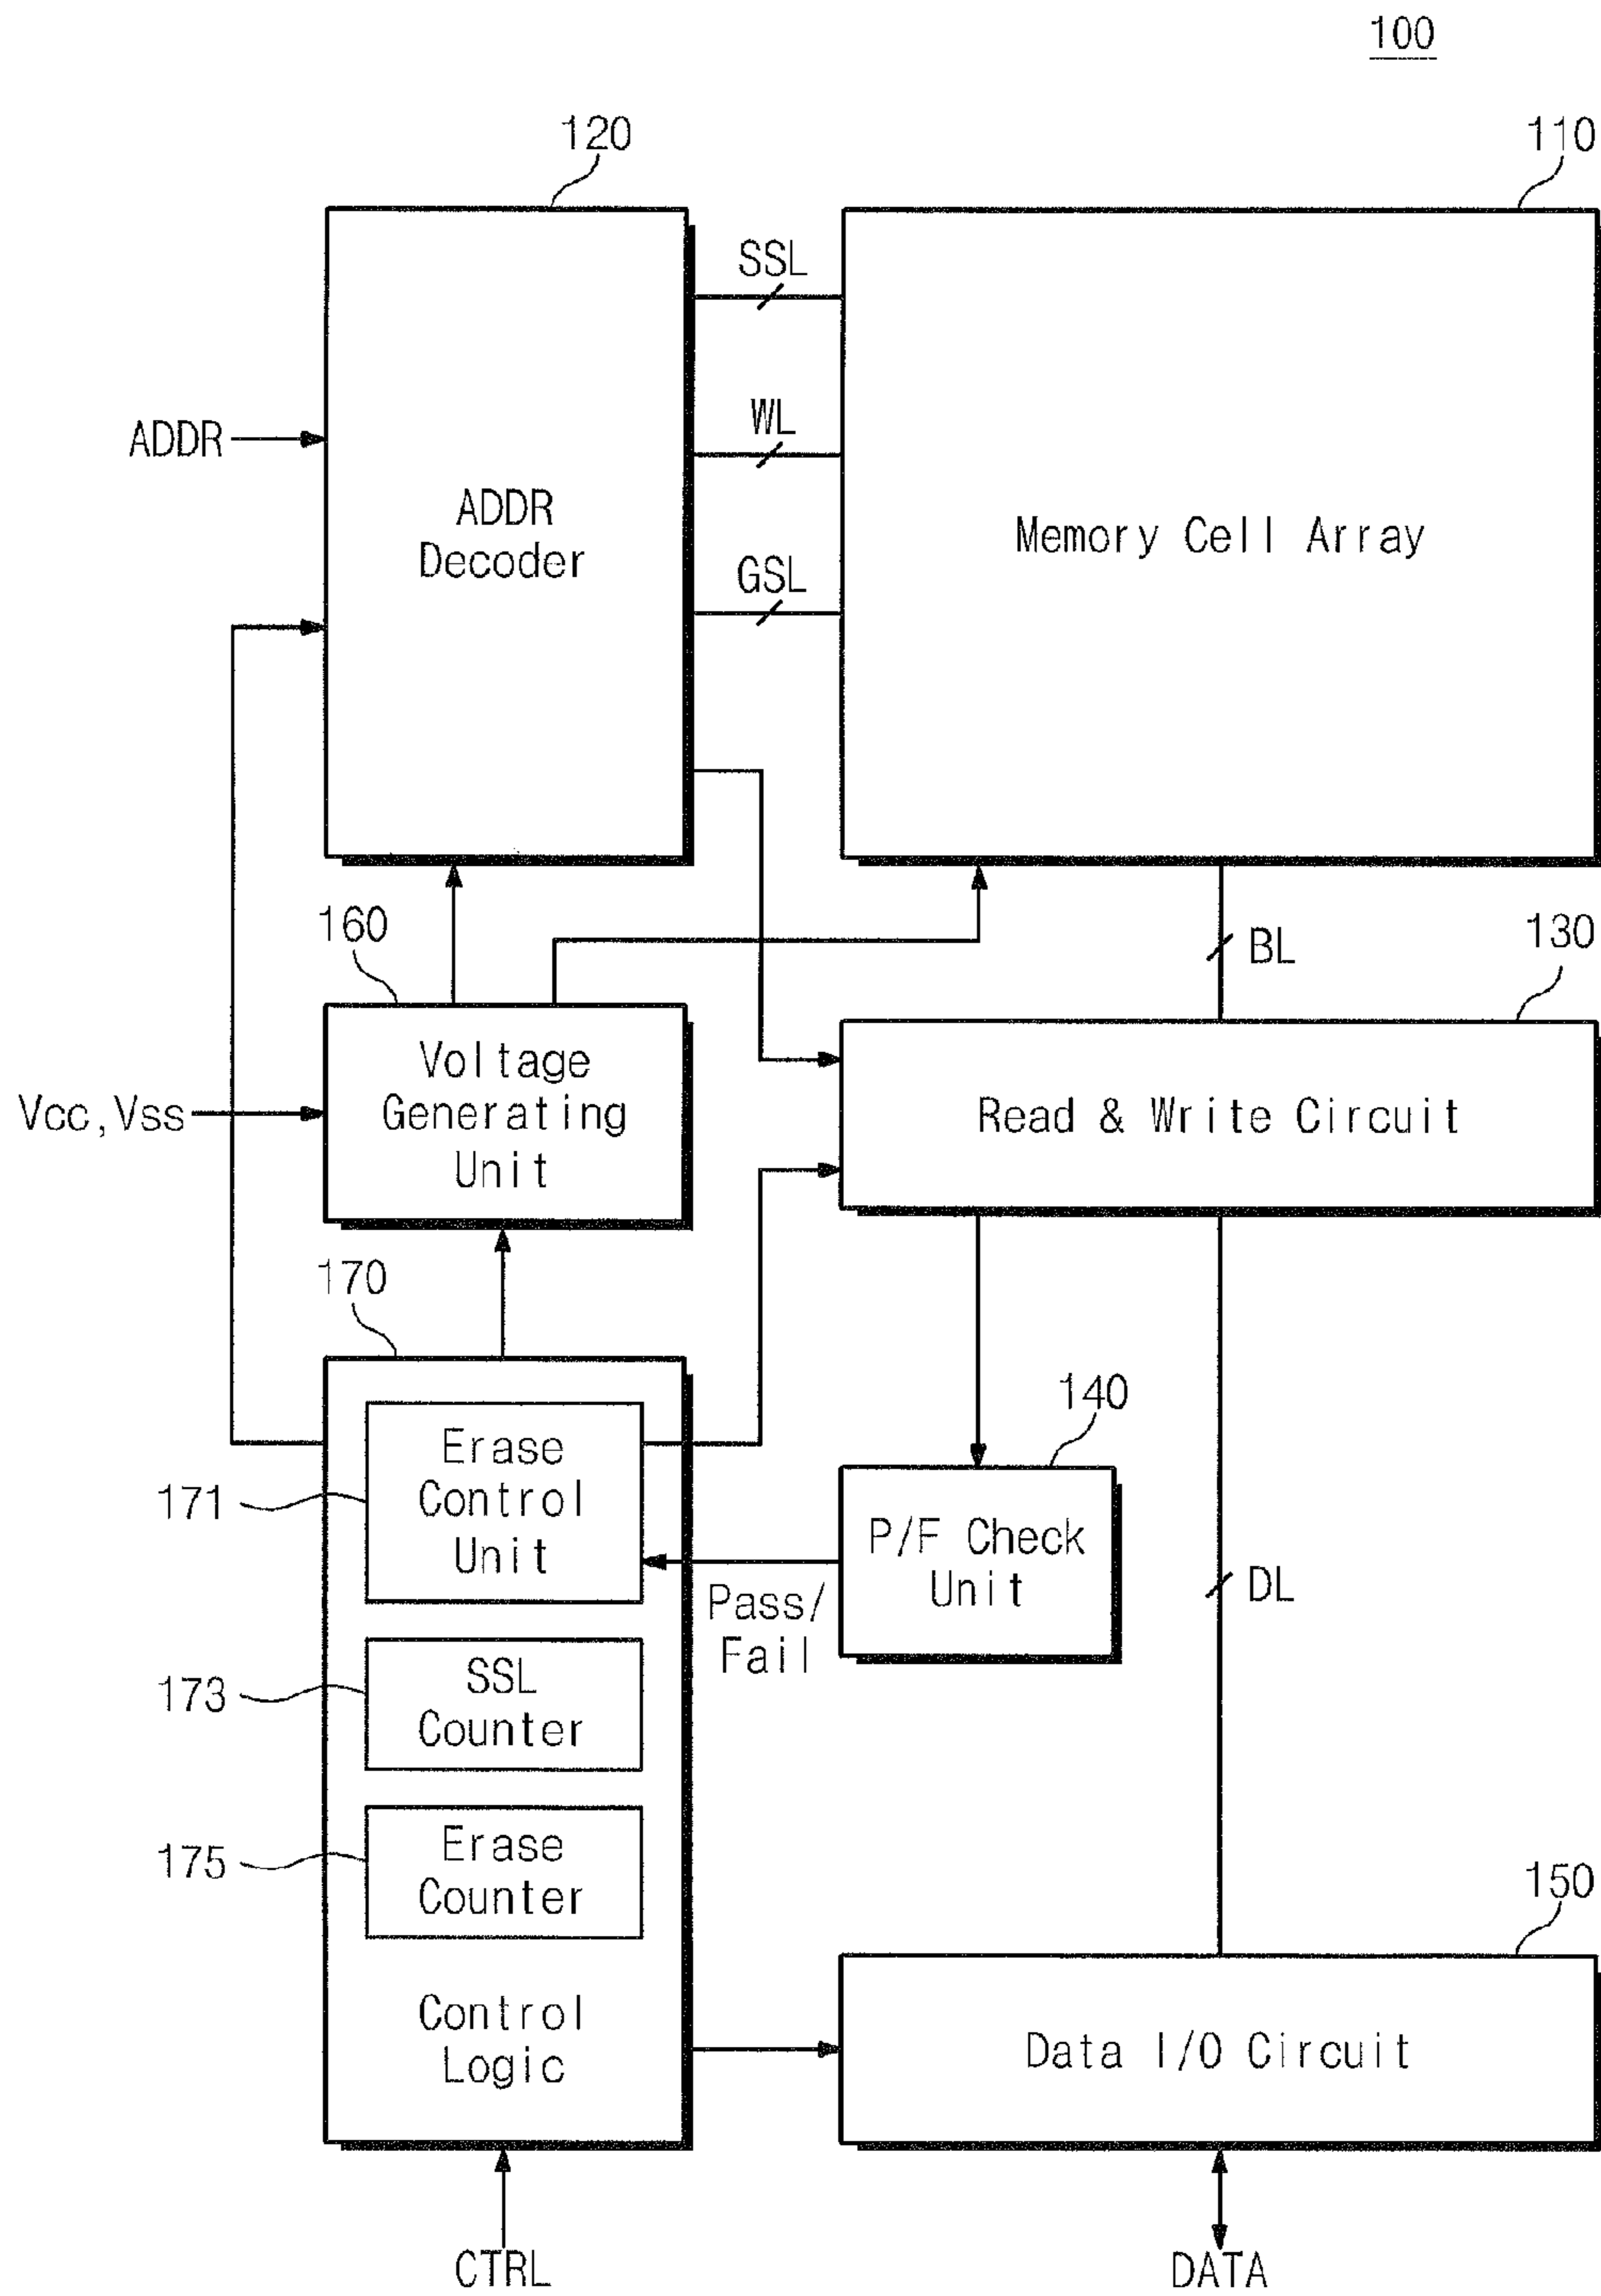 100
120
110
SSL
WL
ADDR
ADDR
Decoder
Memory Cell Array
GSL
160
BL
130
Voltage
Generating
Unit
Vcc,Vss
Read & Write Circuit
170
140
Erase
Control
Unit
171
P/F Check
Unit
DL
Pass/
Fail
SSL
Counter
173
Erase
Counter
175
150
Control
Logic
Data I/O Circuit
CTRL
DATA